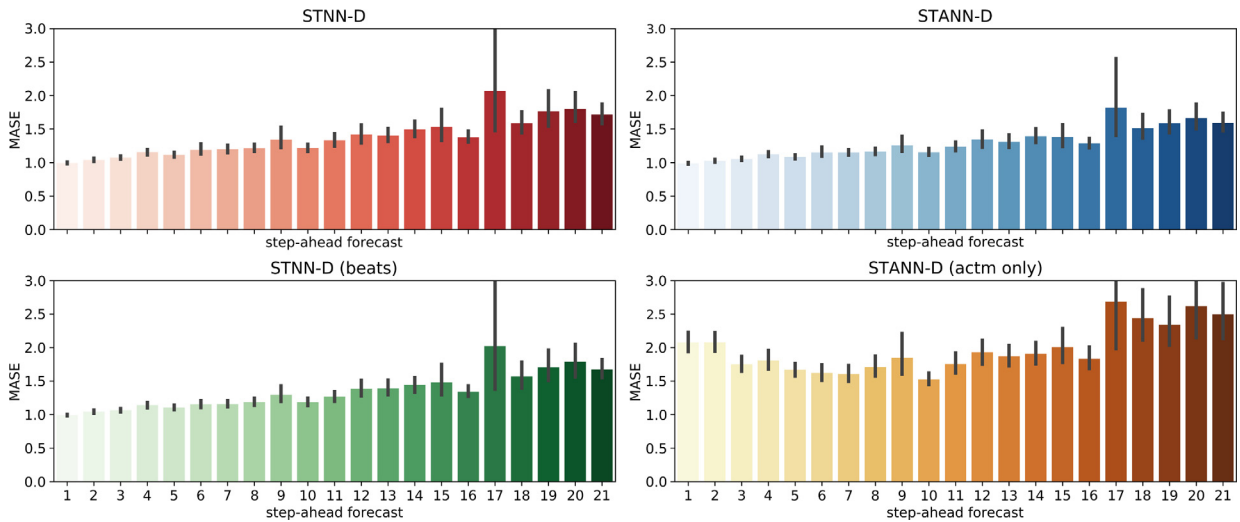 STNN-D
STANN-D
3.0
2.5
2.0
1.5
1.0
0.5
0.0
MASE
step-ahead forecast
3.0
2.5
2.0
1.5
1.0
0.5
0.0
MASE
step-ahead forecast
STNN-D (beats)
STANN-D (actm only)
3.0
2.5
2.0
1.5
1.0
0.5
0.0
MASE
1 2 3 4 5 6 7 8 9 10 11 12 13 14 15 16 17 18 19 20 21
step-ahead forecast
3.0
2.5
2.0
1.5
1.0
0.5
0.0
MASE
1 2 3 4 5 6 7 8 9 10 11 12 13 14 15 16 17 18 19 20 21
step-ahead forecast